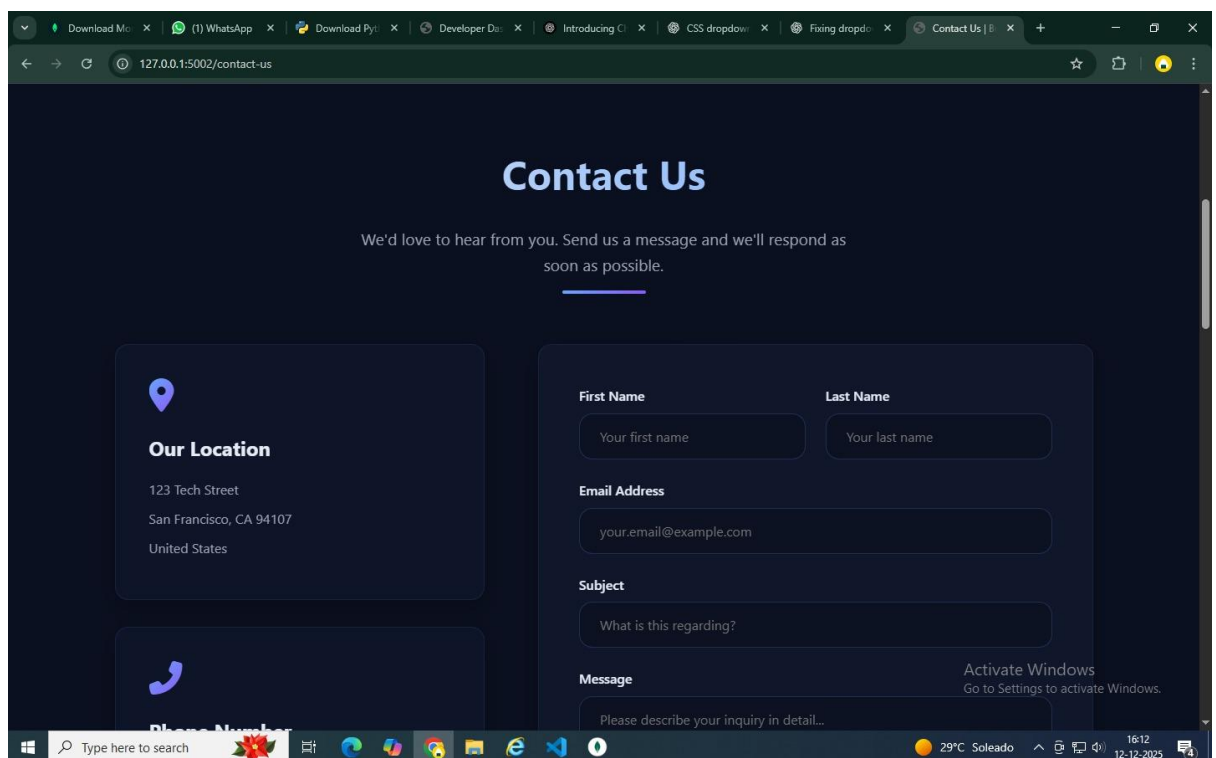 Download Mo
(1) WhatsApp
Download Pyt
Developer Das
Introducing C
CSS dropdow
Fixing dropdo
Contact Us | B
127.0.0.1:5002/contact-us
Contact Us
We'd love to hear from you. Send us a message and we'll respond as
soon as possible.
Our Location
123 Tech Street
San Francisco, CA 94107
United States
Phone Number
First Name
Last Name
Your first name
Your last name
Email Address
your.email@example.com
Subject
What is this regarding?
Message
Please describe your inquiry in detail...
Activate Windows
Go to Settings to activate Windows.
Type here to search
29°C Soleado
16:12
12-12-2025
4